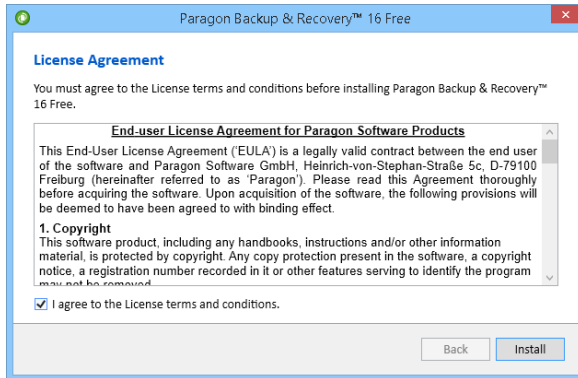 Paragon Backup & Recovery™ 16 Free
License Agreement
You must agree to the License terms and conditions before installing Paragon Backup & Recovery™
16 Free.
End-user License Agreement for Paragon Software Products
This End-User License Agreement ('EULA') is a legally valid contract between the end user
of the software and Paragon Software GmbH, Heinrich-von-Stephan-Straße 5c, D-79100
Freiburg (hereinafter referred to as 'Paragon'). Please read this Agreement thoroughly
before acquiring the software. Upon acquisition of the software, the following provisions will
be deemed to have been agreed to with binding effect.
1. Copyright
This software product, including any handbooks, instructions and/or other information
material, is protected by copyright. Any copy protection present in the software, a copyright
notice, a registration number recorded in it or other features serving to identify the program
may not be removed
I agree to the License terms and conditions.
Back
Install